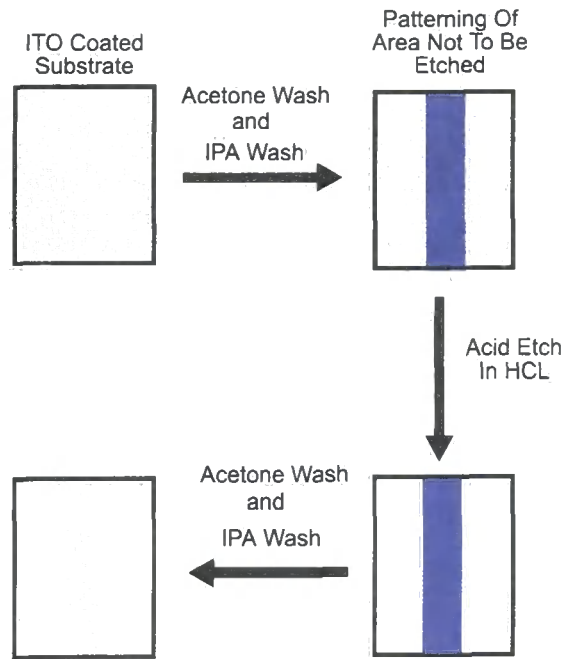 ITO Coated
Substrate
Acetone Wash
and
IPA Wash
Patterning Of
Area Not To Be
Etched
Acid Etch
In HCL
Acetone Wash
and
IPA Wash